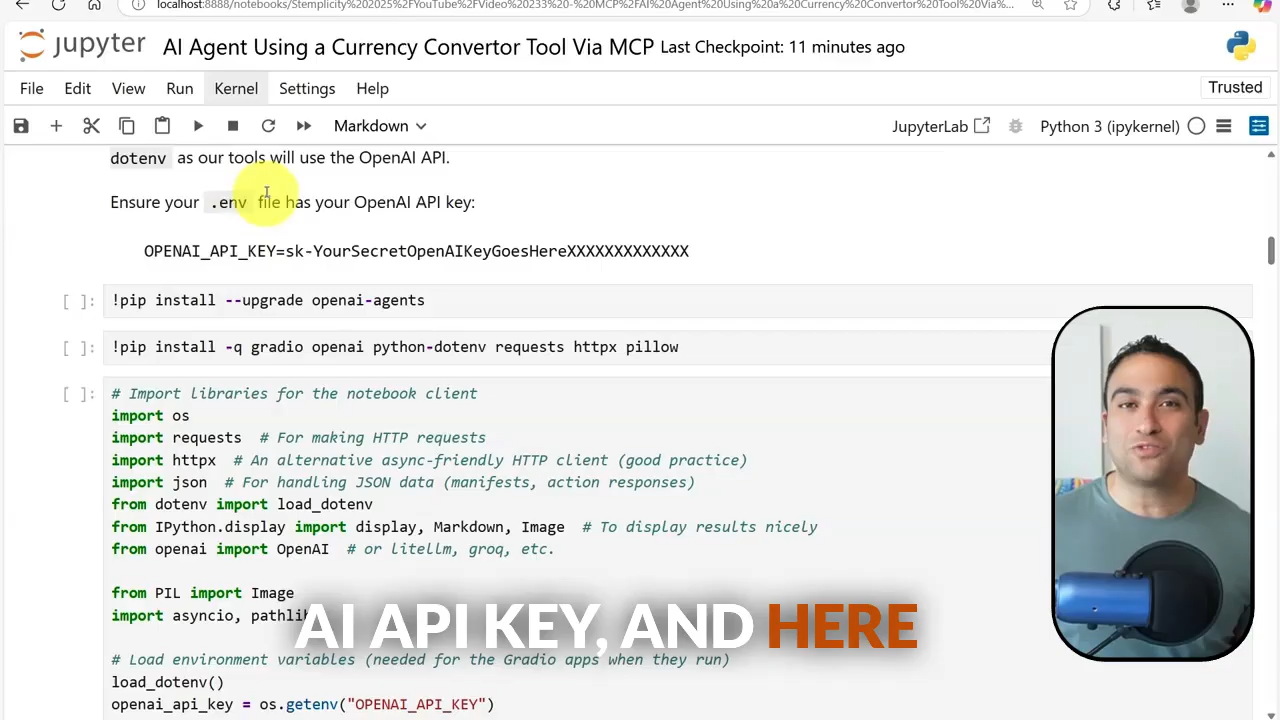 localhost:8888/notebooks/Stemplicity%202025%2FYouTube%2FVideo%2033%20-%20MCP%2FAI%20Agent%20Using%20a%20Currency%20Convertor%20Tool%20Via%...
jupyter AI Agent Using a Currency Convertor Tool Via MCP Last Checkpoint: 11 minutes ago
File Edit View Run Kernel Settings Help Trusted
Markdown JupyterLab Python 3 (ipykernel)
dotenv as our tools will use the OpenAI API.
Ensure your .env file has your OpenAI API key:
OPENAI_API_KEY=sk-YourSecretOpenAIKeyGoesHereXXXXXXXXXXXXX
[ ]: !pip install --upgrade openai-agents
[ ]: !pip install -q gradio openai python-dotenv requests httpx pillow
[ ]: # Import libraries for the notebook client
import os
import requests # For making HTTP requests
import httpx # An alternative async-friendly HTTP client (good practice)
import json # For handling JSON data (manifests, action responses)
from dotenv import load_dotenv
from IPython.display import display, Markdown, Image # To display results nicely
from openai import OpenAI # or litellm, groq, etc.
from PIL import Image
import asyncio, pathlib
AI API KEY, AND HERE
# Load environment variables (needed for the Gradio apps when they run)
load_dotenv()
openai_api_key = os.getenv("OPENAI_API_KEY")